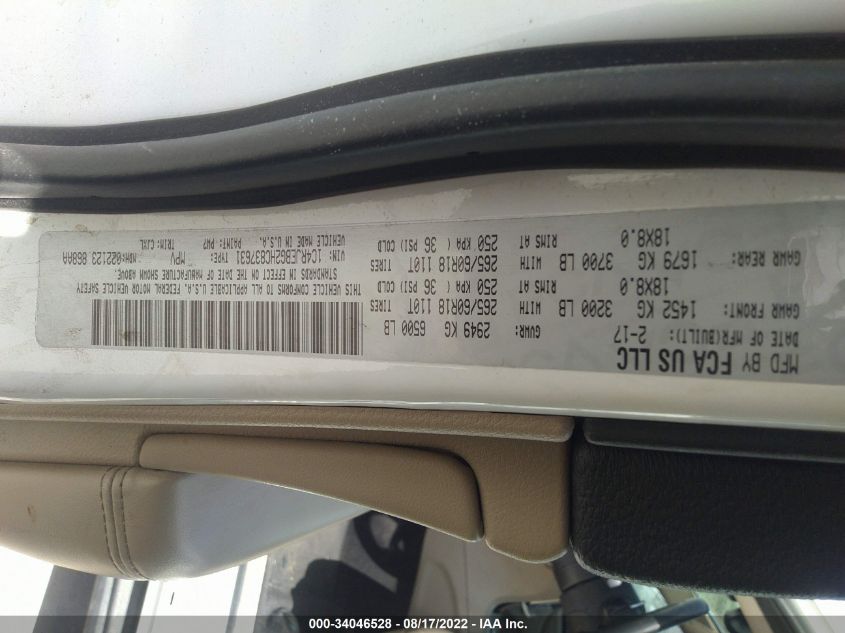 MFD BY FCA US LLC
DATE OF MFR(BUILT): 2-17 GVWR: 2949 KG 6500 LB
GAWR FRONT: 1452 KG 3200 LB WITH 265/60R18 110T TIRES
18X8.0 RIMS AT 250 KPA ( 36 PSI) COLD
GAWR REAR: 1679 KG 3700 LB WITH 265/60R18 110T TIRES
18X8.0 RIMS AT 250 KPA ( 36 PSI) COLD
THIS VEHICLE CONFORMS TO ALL APPLICABLE U.S.A. FEDERAL MOTOR VEHICLE SAFETY
STANDARDS IN EFFECT ON THE DATE OF MANUFACTURE SHOWN ABOVE.
VIN: 1C4RJEBG2HC837631 TYPE: MPV MDH:022123 868AA
VEHICLE MADE IN U.S.A. PAINT: PW7 TRIM: CJXL
000-34046528 - 08/17/2022 - IAA Inc.